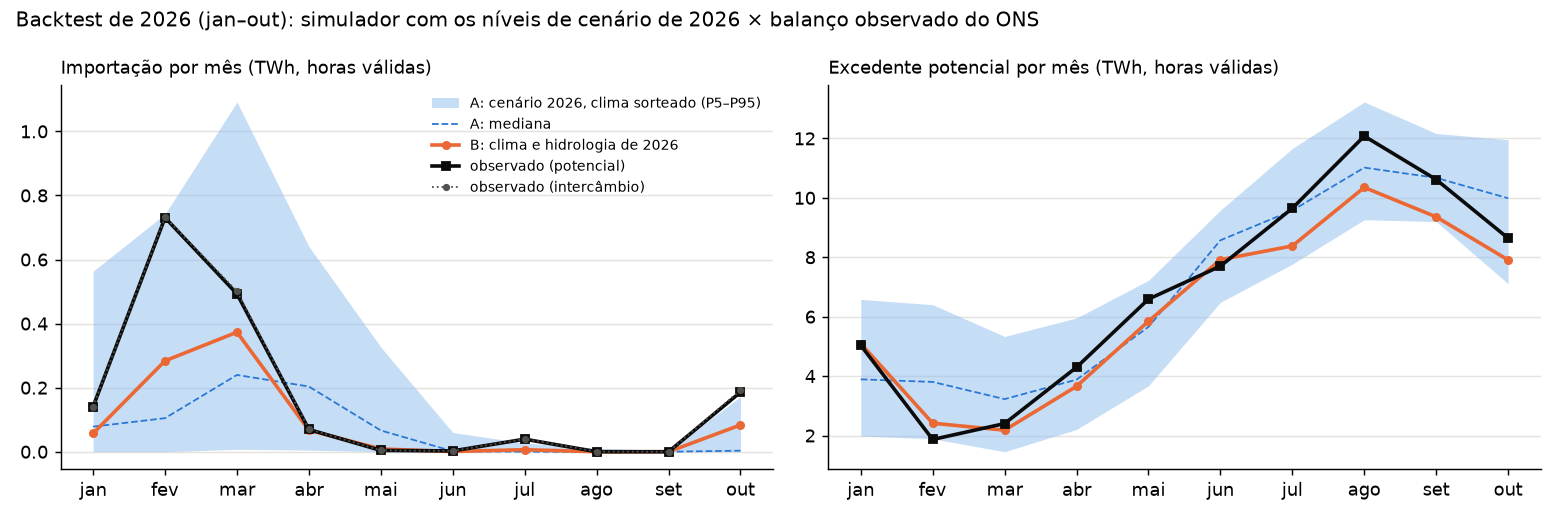 Backtest de 2026 (jan–out): simulador com os níveis de cenário de 2026 × balanço observado do ONS
Importação por mês (TWh, horas válidas)
1.0
0.8
0.6
0.4
0.2
0.0
A: cenário 2026, clima sorteado (P5–P95)
A: mediana
B: clima e hidrologia de 2026
observado (potencial)
observado (intercâmbio)
jan fev mar abr mai jun jul ago set out
Excedente potencial por mês (TWh, horas válidas)
12
10
8
6
4
2
jan fev mar abr mai jun jul ago set out